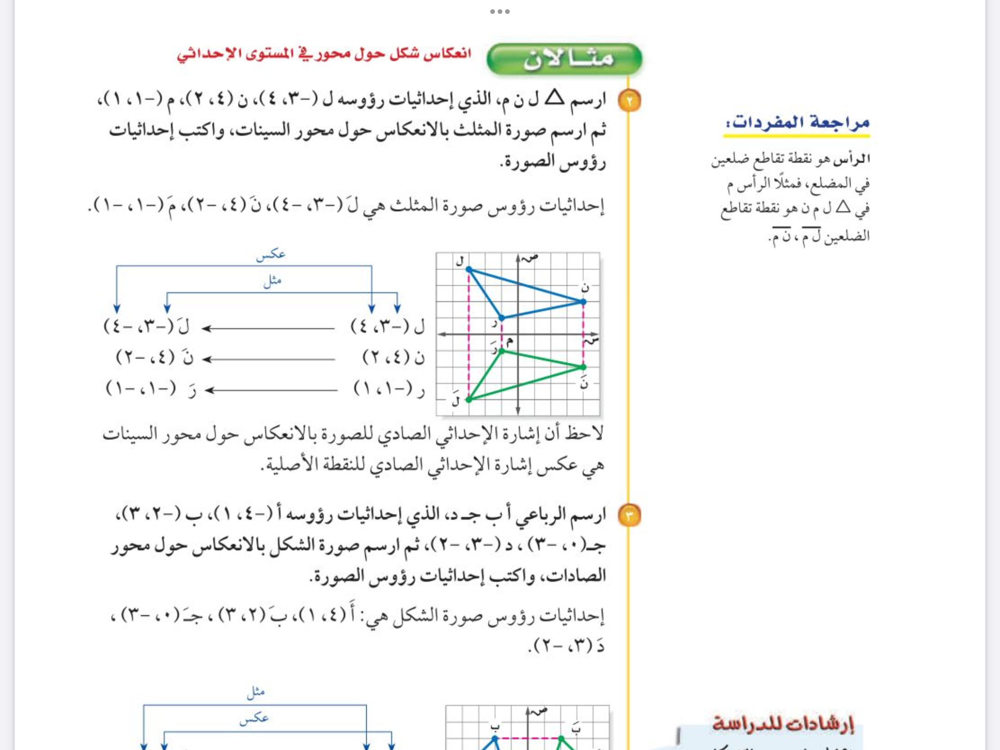 مثـالان
انعكاس شكل حول محور في المستوى الإحداثي
٢
ارسم △ ل ن م، الذي إحداثيات رؤوسه ل (-٣، ٤)، ن (٤، ٢)، م (-١، ١)،
ثم ارسم صورة المثلث بالانعكاس حول محور السينات، واكتب إحداثيات
رؤوس الصورة.
إحداثيات رؤوس صورة المثلث هي لَ (-٣، -٤)، نَ (٤، -٢)، مَ (-١، -١).
عكس
مثل
ل (-٣، ٤) ← لَ (-٣، -٤)
ن (٤، ٢) ← نَ (٤، -٢)
ر (-١، ١) ← رَ (-١، -١)
ص
ل
ن
ر
س
م
رَ
نَ
لَ
لاحظ أن إشارة الإحداثي الصادي للصورة بالانعكاس حول محور السينات
هي عكس إشارة الإحداثي الصادي للنقطة الأصلية.
٣
ارسم الرباعي أ ب جـ د، الذي إحداثيات رؤوسه أ (-٤، ١)، ب (-٢، ٣)،
جـ(٠، -٣)، د (-٣، -٢)، ثم ارسم صورة الشكل بالانعكاس حول محور
الصادات، واكتب إحداثيات رؤوس الصورة.
إحداثيات رؤوس صورة الشكل هي: أَ (٤، ١)، بَ (٢، ٣)، جـَ (٠، -٣)،
دَ (٣، -٢).
مثل
عكس
ص
ب
بَ
مراجعة المفردات:
الرأس هو نقطة تقاطع ضلعين
في المضلع، فمثلًا الرأس م
في △ ل م ن هو نقطة تقاطع
الضلعين ل م، ن م.
إرشادات للدراسة